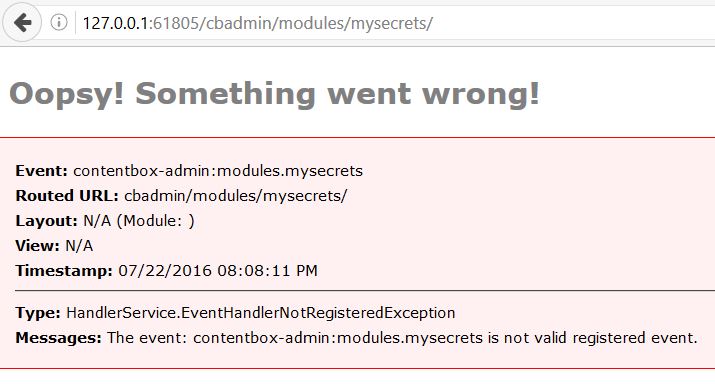 127.0.0.1:61805/cbadmin/modules/mysecrets/
Oopsy! Something went wrong!
Event: contentbox-admin:modules.mysecrets
Routed URL: cbadmin/modules/mysecrets/
Layout: N/A (Module: )
View: N/A
Timestamp: 07/22/2016 08:08:11 PM
Type: HandlerService.EventHandlerNotRegisteredException
Messages: The event: contentbox-admin:modules.mysecrets is not valid registered event.